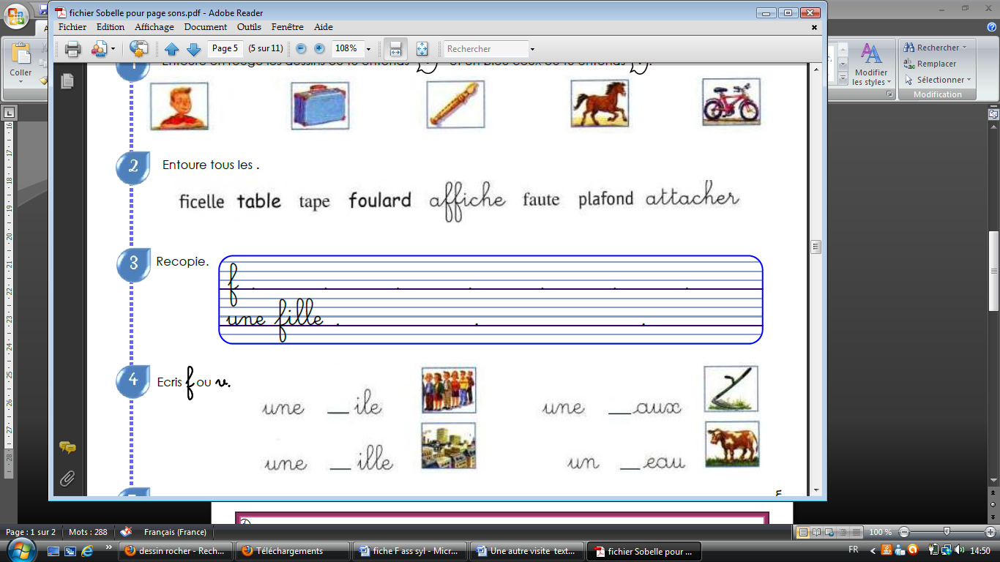 fichier Sobelle pour page sons.pdf - Adobe Reader
Fichier Edition Affichage Document Outils Fenêtre Aide
Page 5 (5 sur 11) 108% Rechercher
Coller
Rechercher
Remplacer
Sélectionner
Modifier les styles
Modification
1 Entoure en rouge les dessins où tu entends et en bleu ceux où tu entends
2 Entoure tous les .
ficelle table tape foulard affiche faute plafond attacher
3 Recopie.
f . . . . . . .
une fille . . .
4 Ecris f ou v.
une __ile une __aux
une __ille un __eau
Page : 1 sur 2 Mots : 288 Français (France) 100 %
dessin rocher - Rech... Téléchargements fiche F ass syl - Micr... Une autre visite text... fichier Sobelle pour ... FR 14:50